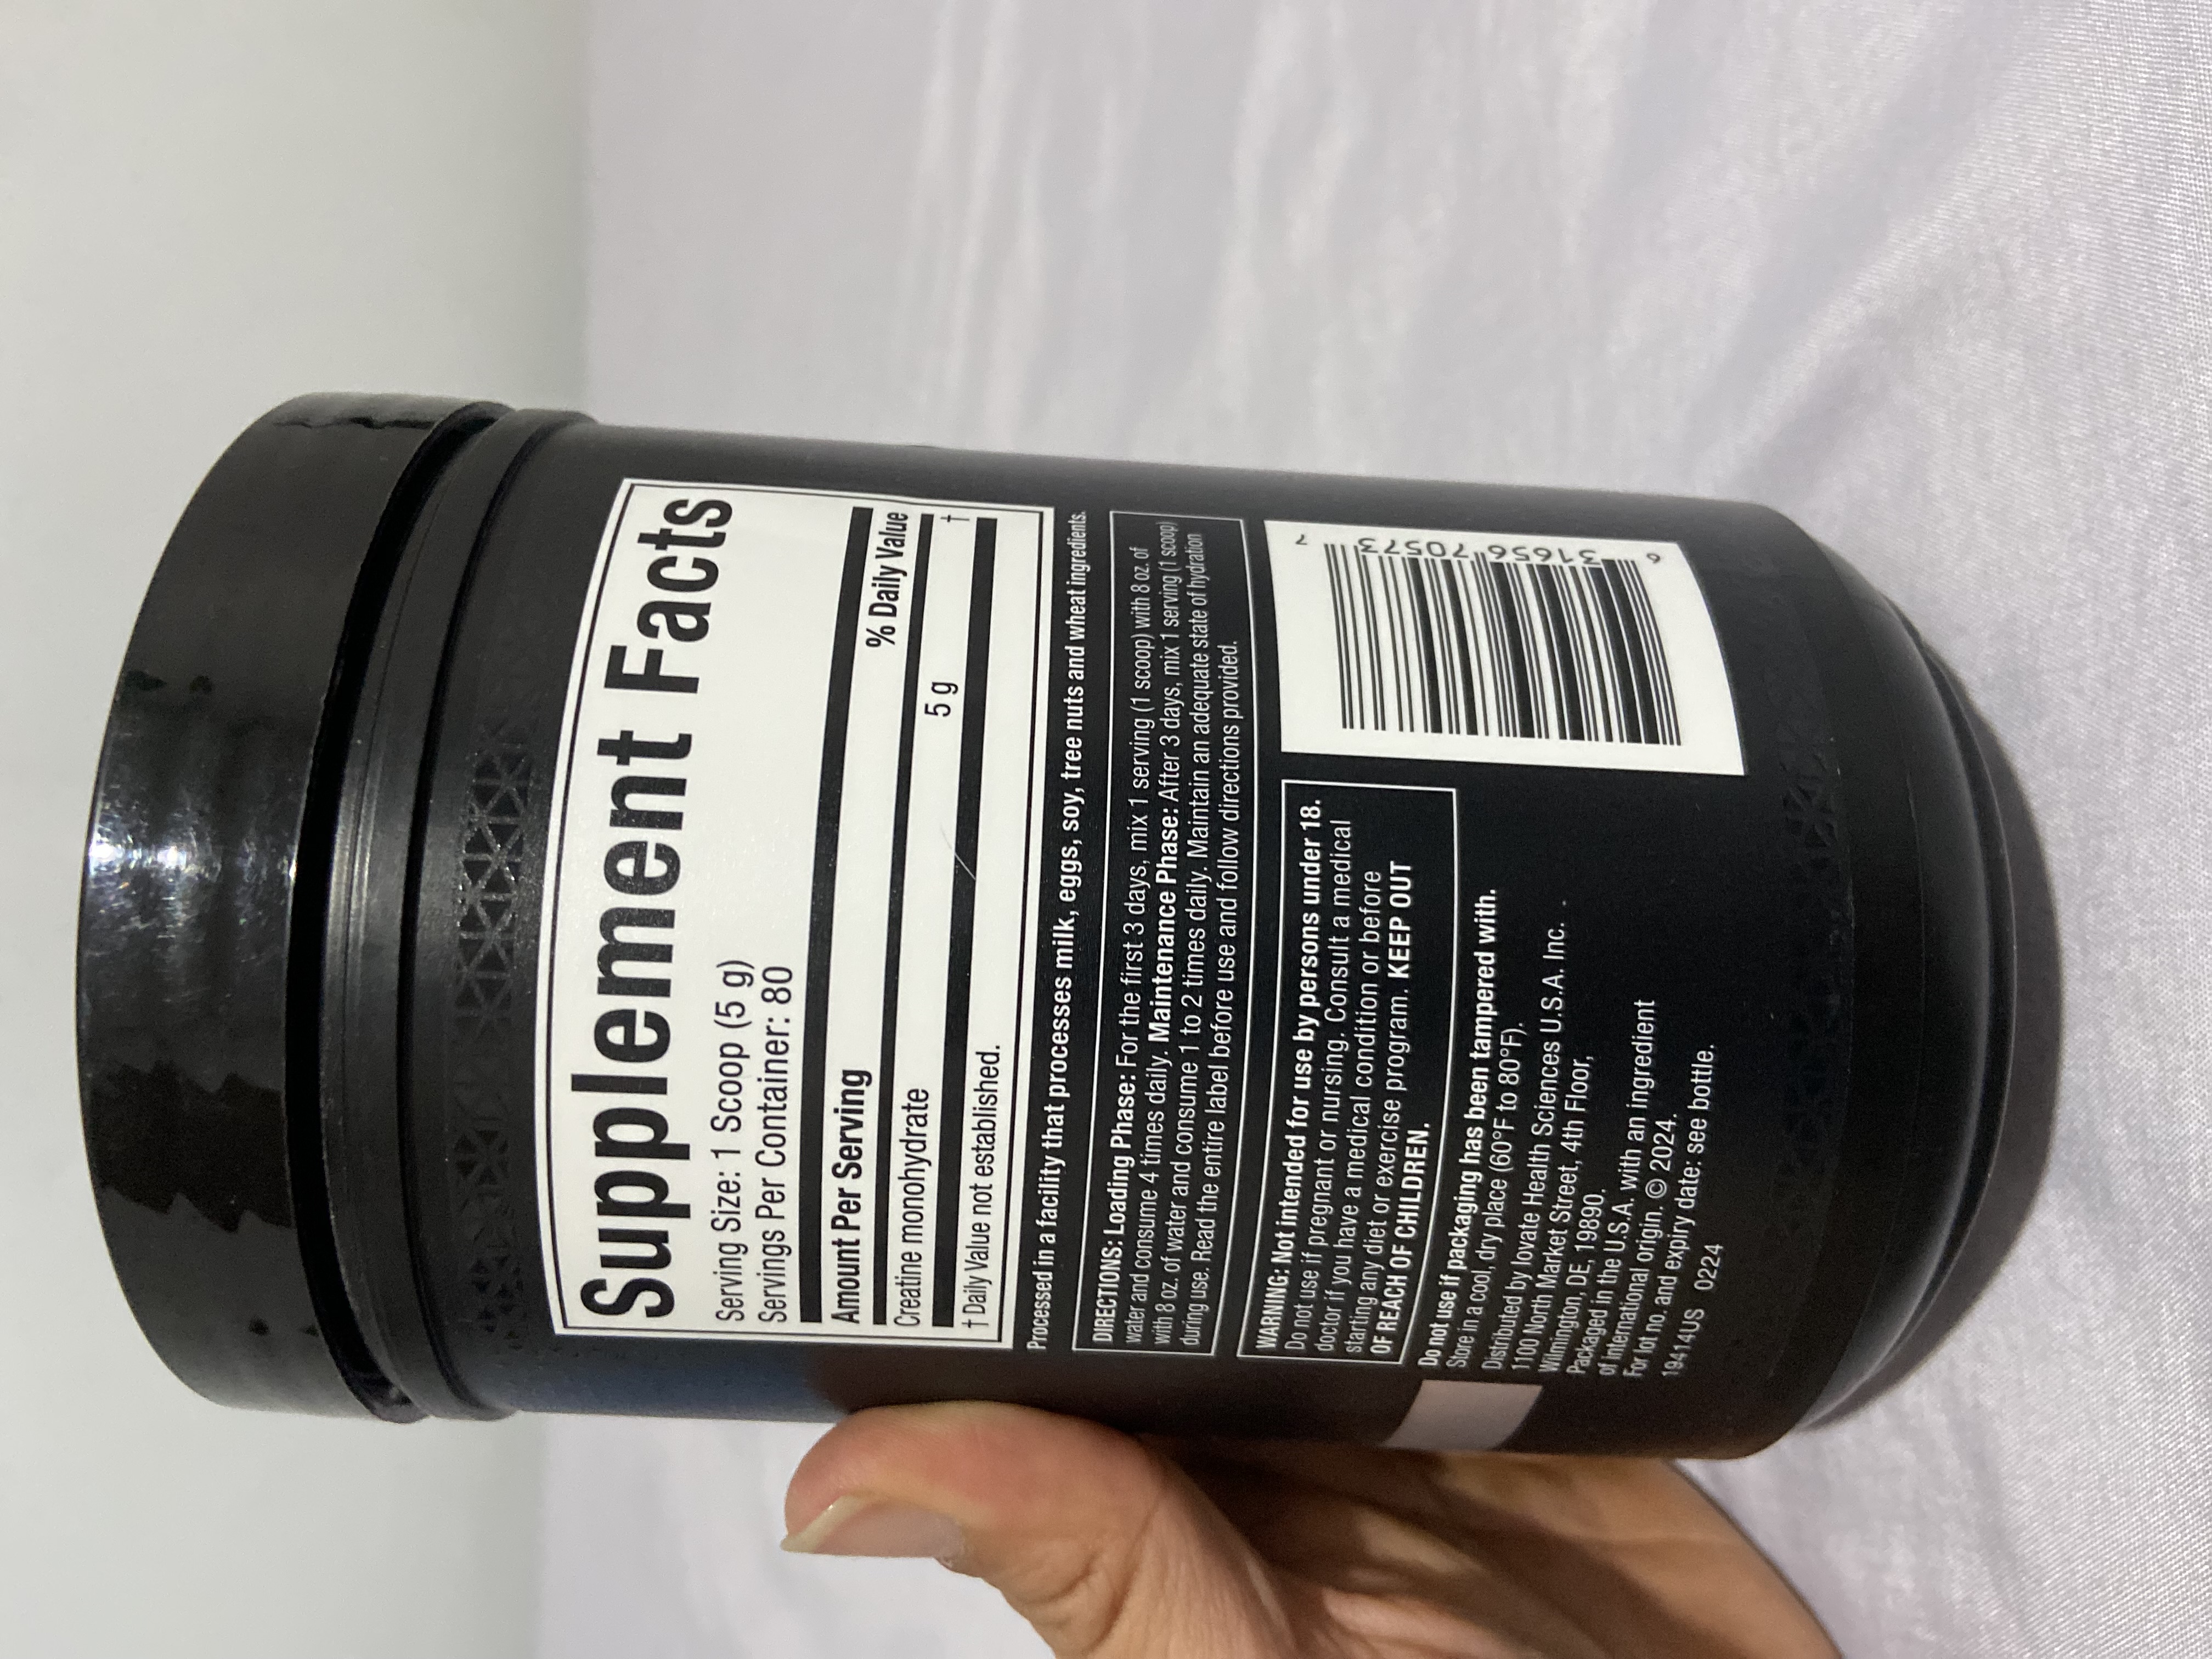 Supplement Facts
Serving Size: 1 Scoop (5 g)
Servings Per Container: 80
Amount Per Serving % Daily Value
Creatine monohydrate 5 g †
† Daily Value not established.
Processed in a facility that processes milk, eggs, soy, tree nuts and wheat ingredients.
DIRECTIONS: Loading Phase: For the first 3 days, mix 1 serving (1 scoop) with 8 oz. of
water and consume 4 times daily. Maintenance Phase: After 3 days, mix 1 serving (1 scoop)
with 8 oz. of water and consume 1 to 2 times daily. Maintain an adequate state of hydration
during use. Read the entire label before use and follow directions provided.
WARNING: Not intended for use by persons under 18.
Do not use if pregnant or nursing. Consult a medical
doctor if you have a medical condition or before
starting any diet or exercise program. KEEP OUT
OF REACH OF CHILDREN.
Do not use if packaging has been tampered with.
Store in a cool, dry place (60°F to 80°F).
Distributed by Iovate Health Sciences U.S.A. Inc.
1100 North Market Street, 4th Floor,
Wilmington, DE, 19890.
Packaged in the U.S.A. with an ingredient
of international origin. © 2024.
For lot no. and expiry date: see bottle.
19414US 0224
6 31656 70573 7